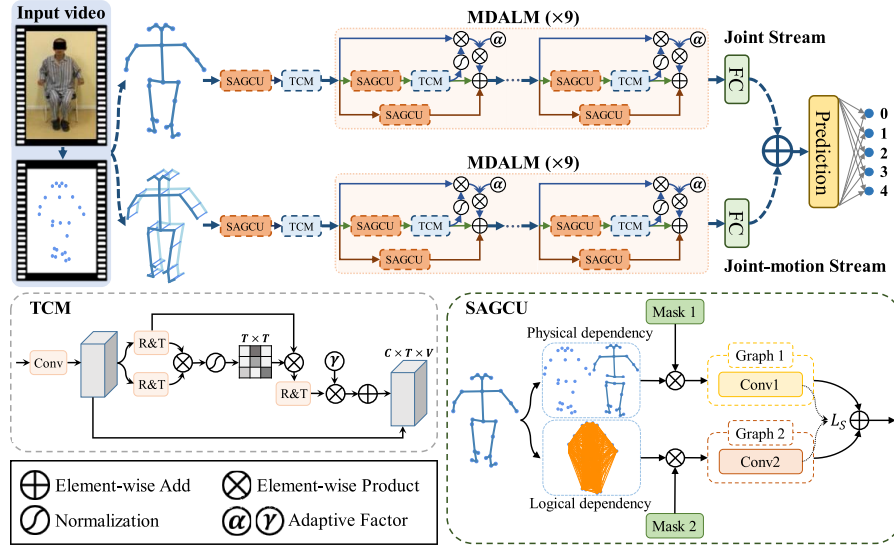 Input video
MDALM (×9)
α
SAGCU
TCM
SAGCU
TCM
SAGCU
SAGCU
TCM
SAGCU
α
Joint Stream
FC
MDALM (×9)
α
SAGCU
TCM
SAGCU
TCM
SAGCU
SAGCU
TCM
SAGCU
α
FC
Joint-motion Stream
Prediction
0
1
2
3
4
TCM
Conv
R&T
R&T
T × T
R&T
γ
C × T × V
SAGCU
Physical dependency
Logical dependency
Mask 1
Mask 2
Graph 1
Conv1
Graph 2
Conv2
L_S
Element-wise Add
Element-wise Product
Normalization
α γ Adaptive Factor